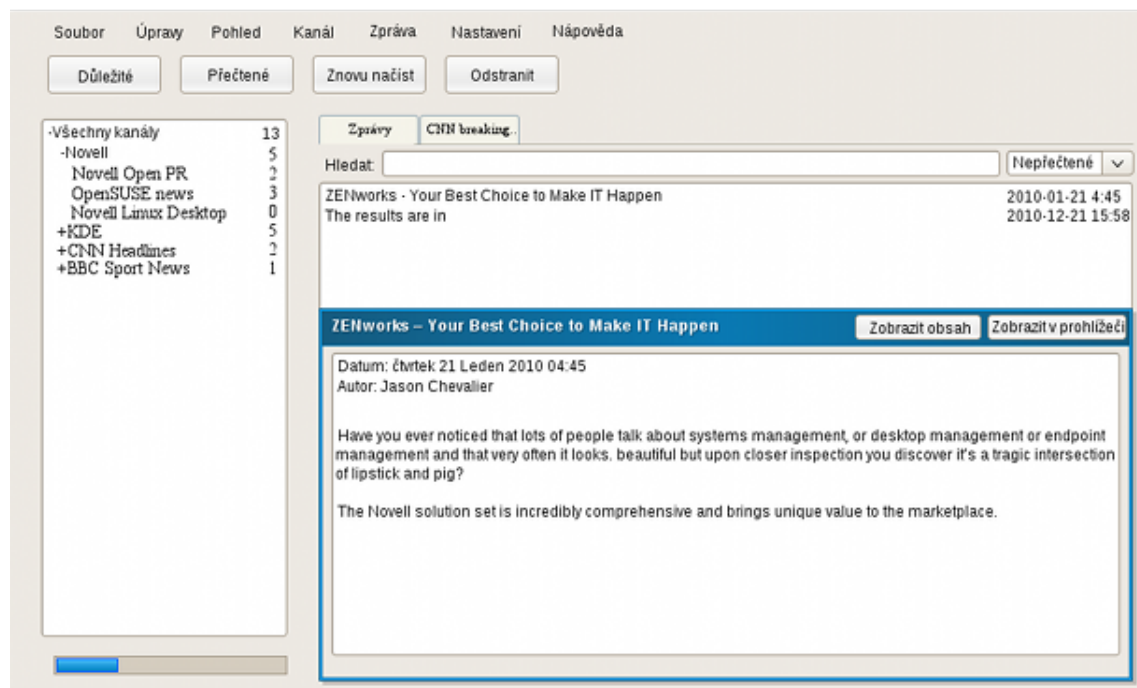 Soubor Úpravy Pohled Kanál Zpráva Nastavení Nápověda
Důležité Přečtené Znovu načíst Odstranit
-Všechny kanály 13
-Novell 5
Novell Open PR 2
OpenSUSE news 3
Novell Linux Desktop 0
+KDE 5
+CNN Headlines 2
+BBC Sport News 1
Zprávy CNN breaking..
Hledat: Nepřečtené
ZENworks - Your Best Choice to Make IT Happen 2010-01-21 4:45
The results are in 2010-12-21 15:58
ZENworks – Your Best Choice to Make IT Happen Zobrazit obsah Zobrazit v prohlížeči
Datum: čtvrtek 21 Leden 2010 04:45
Autor: Jason Chevalier
Have you ever noticed that lots of people talk about systems management, or desktop management or endpoint
management and that very often it looks. beautiful but upon closer inspection you discover it's a tragic intersection
of lipstick and pig?
The Novell solution set is incredibly comprehensive and brings unique value to the marketplace.